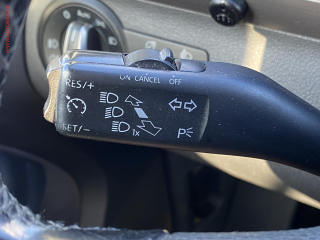 ON CANCEL OFF
RES/+
SET/-
1x
P